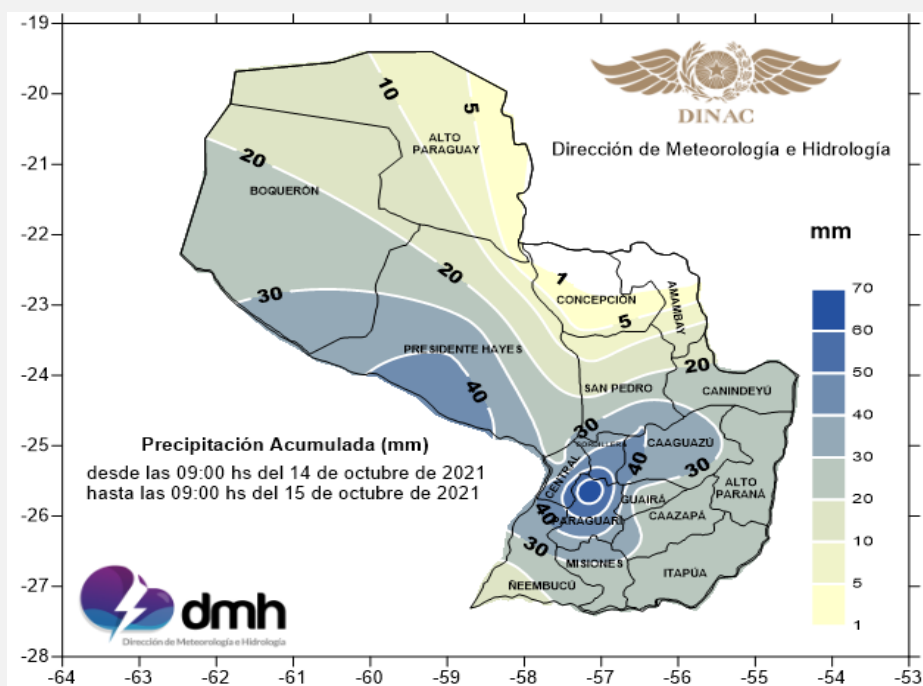 -19
-20
-21
-22
-23
-24
-25
-26
-27
-28
-64
-63
-62
-61
-60
-59
-58
-57
-56
-55
-54
-53
DINAC
Dirección de Meteorología e Hidrología
mm
70
60
50
40
30
20
10
5
1
10
5
ALTO
PARAGUAY
20
BOQUERÓN
20
1
CONCEPCIÓN
5
AMAMBAY
30
PRESIDENTE HAYES
40
20
SAN PEDRO
CANINDEYÚ
30
CORDILLERA
CAAGUAZÚ
40
30
CENTRAL
ALTO
PARANÁ
GUAIRÁ
40
PARAGUARÍ
CAAZAPÁ
30
MISIONES
ITAPÚA
ÑEEMBUCÚ
Precipitación Acumulada (mm)
desde las 09:00 hs del 14 de octubre de 2021
hasta las 09:00 hs del 15 de octubre de 2021
dmh
Dirección de Meteorología e Hidrología